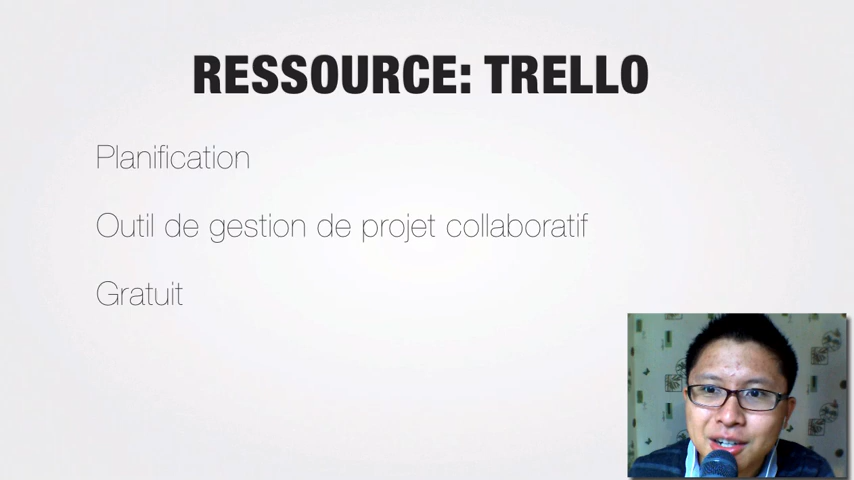 RESSOURCE: TRELLO
Planification
Outil de gestion de projet collaboratif
Gratuit